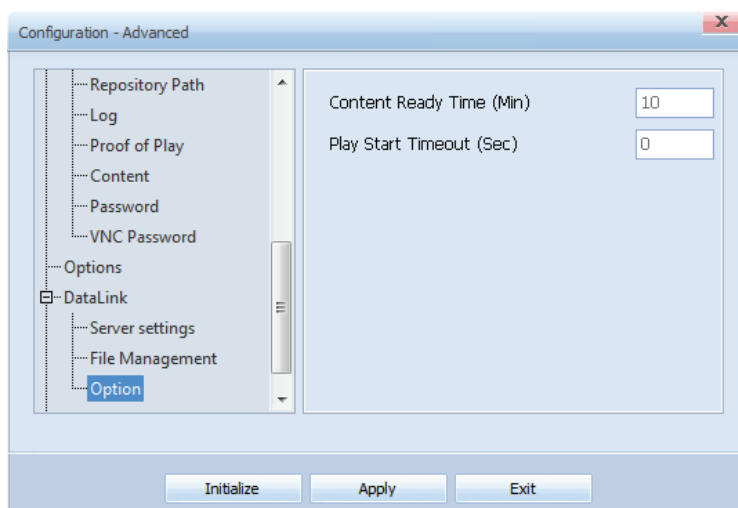 Configuration - Advanced
X
Repository Path
Log
Proof of Play
Content
Password
VNC Password
Options
DataLink
Server settings
File Management
Option
Content Ready Time (Min)
10
Play Start Timeout (Sec)
0
Initialize
Apply
Exit